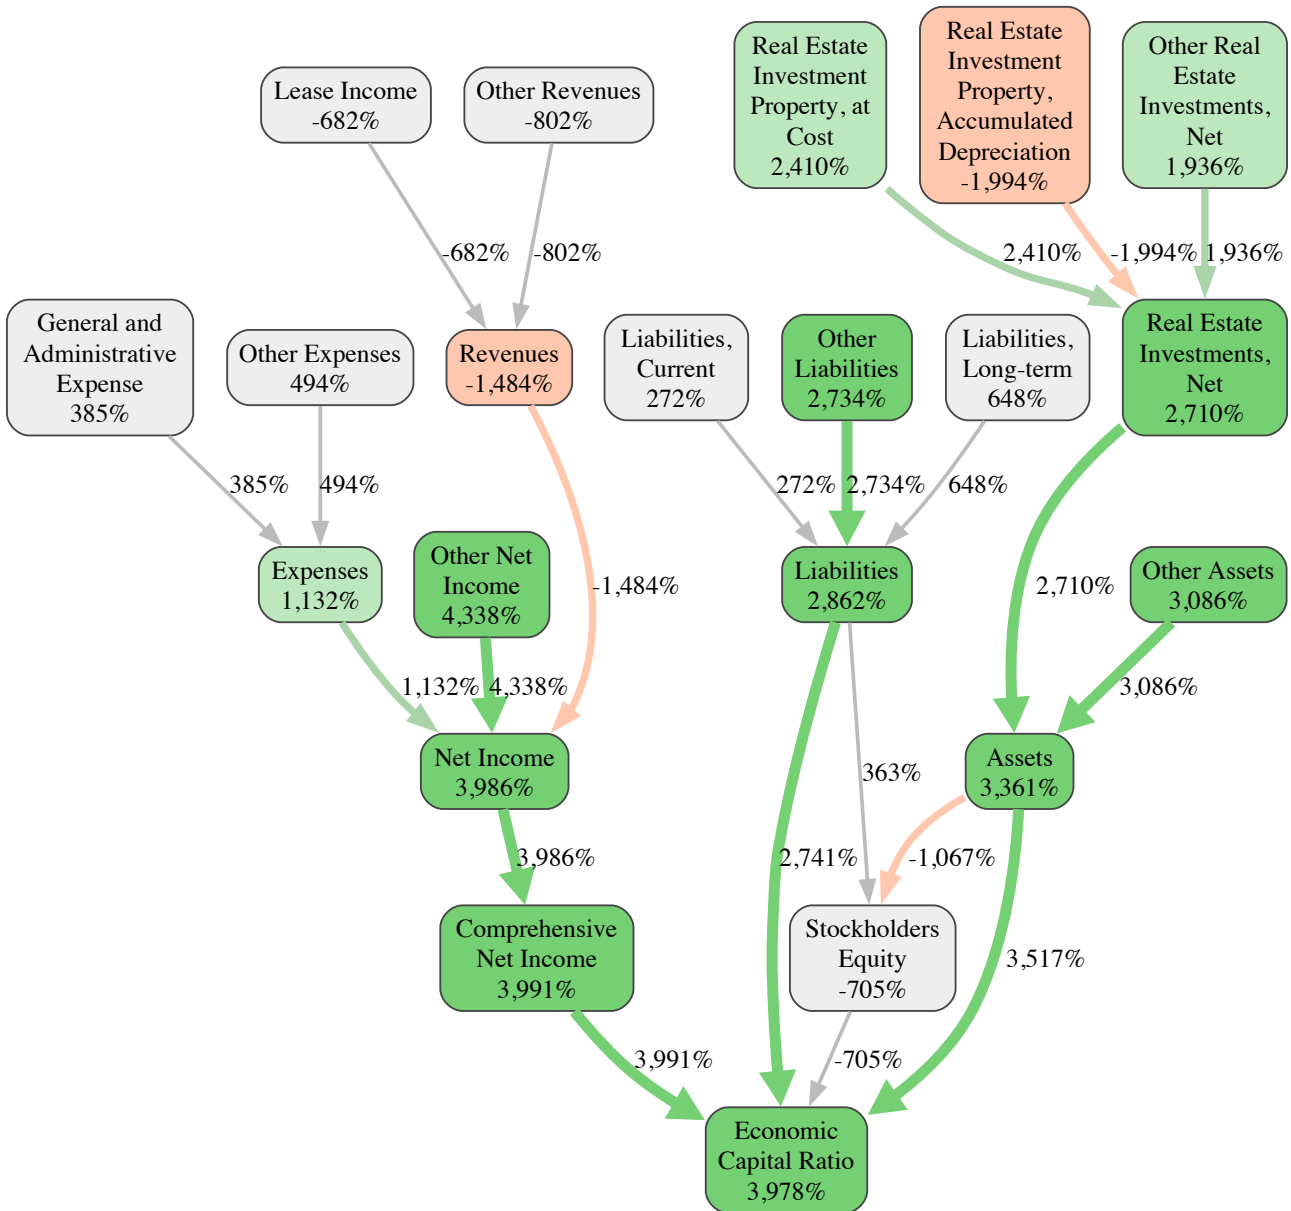 Real Estate
Investment
Property, at
Cost
2,410%
Real Estate
Investment
Property,
Accumulated
Depreciation
-1,994%
Other Real
Estate
Investments,
Net
1,936%
Lease Income
-682%
Other Revenues
-802%
-682%
-802%
2,410%
-1,994%
1,936%
General and
Administrative
Expense
385%
Other Expenses
494%
Revenues
-1,484%
Liabilities,
Current
272%
Other
Liabilities
2,734%
Liabilities,
Long-term
648%
Real Estate
Investments,
Net
2,710%
385%
494%
272%
2,734%
648%
Expenses
1,132%
Other Net
Income
4,338%
-1,484%
Liabilities
2,862%
2,710%
Other Assets
3,086%
1,132%
4,338%
3,086%
Net Income
3,986%
363%
Assets
3,361%
3,986%
2,741%
-1,067%
Comprehensive
Net Income
3,991%
Stockholders
Equity
-705%
3,517%
3,991%
-705%
Economic
Capital Ratio
3,978%